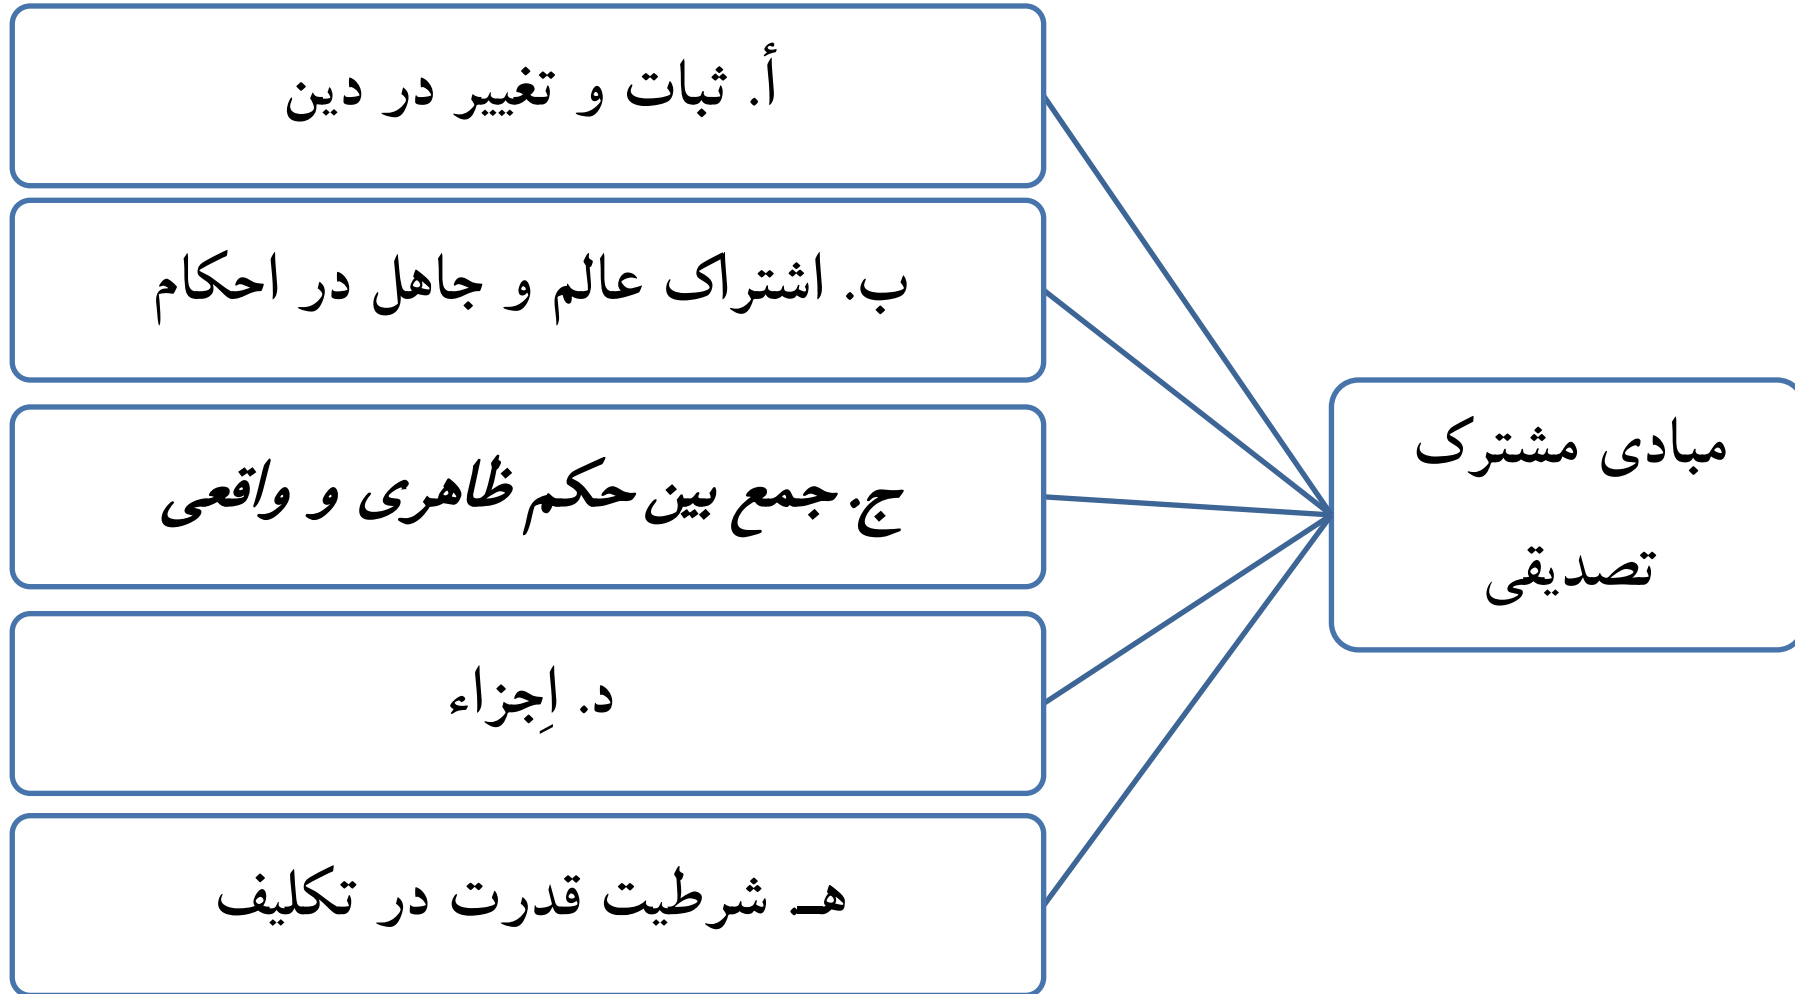 مبادی مشترک
تصدیقی
أ. ثبات و تغییر در دین
ب. اشتراک عالم و جاهل در احکام
ج. جمع بین حکم ظاهری و واقعی
د. اِجزاء
هـ. شرطیت قدرت در تکلیف